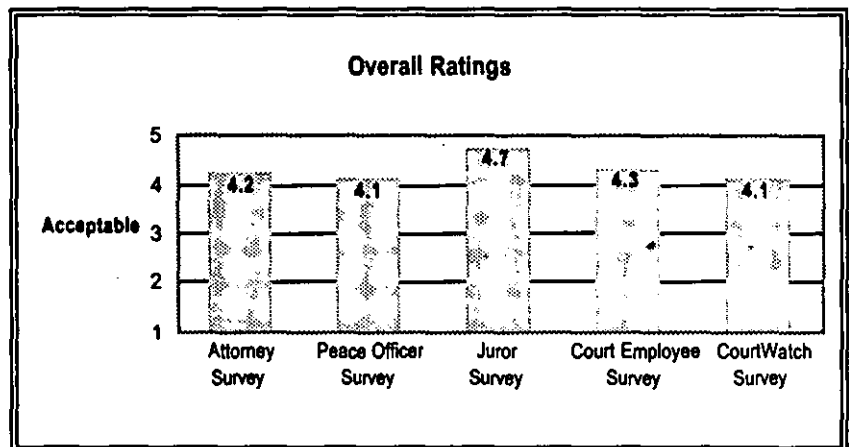 Overall Ratings
5
4
Acceptable 3
2
1
4.2
4.1
4.7
4.3
4.1
Attorney Survey
Peace Officer Survey
Juror Survey
Court Employee Survey
CourtWatch Survey